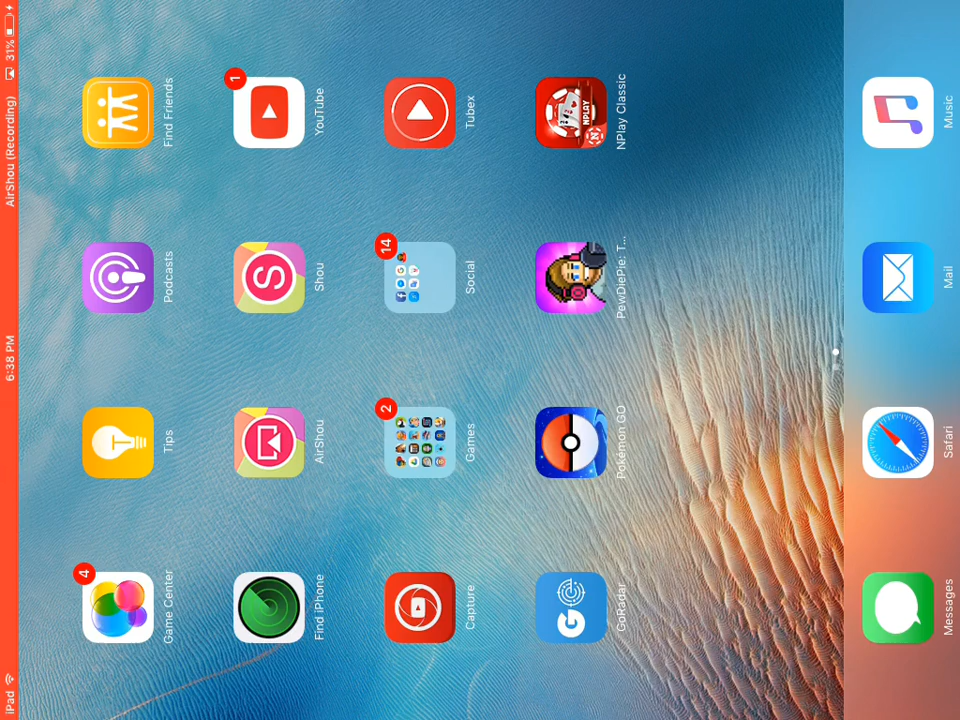 iPad 6:38 PM AirShou (Recording) 31%
4
Game Center
Tips
Podcasts
Find Friends
1
Find iPhone
AirShou
Shou
YouTube
2
14
Capture
Games
Social
Tubex
NPLAY
GoRadar
Pokémon GO
PewDiePie: T...
NPlay Classic
Messages
Safari
Mail
Music